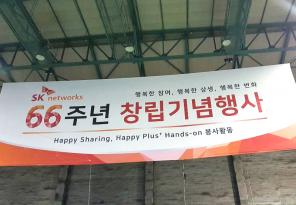 SK networks
행복한 참여, 행복한 상생, 행복한 변화
66주년 창립기념행사
Happy Sharing, Happy Plus⁺ Hands-on 봉사활동